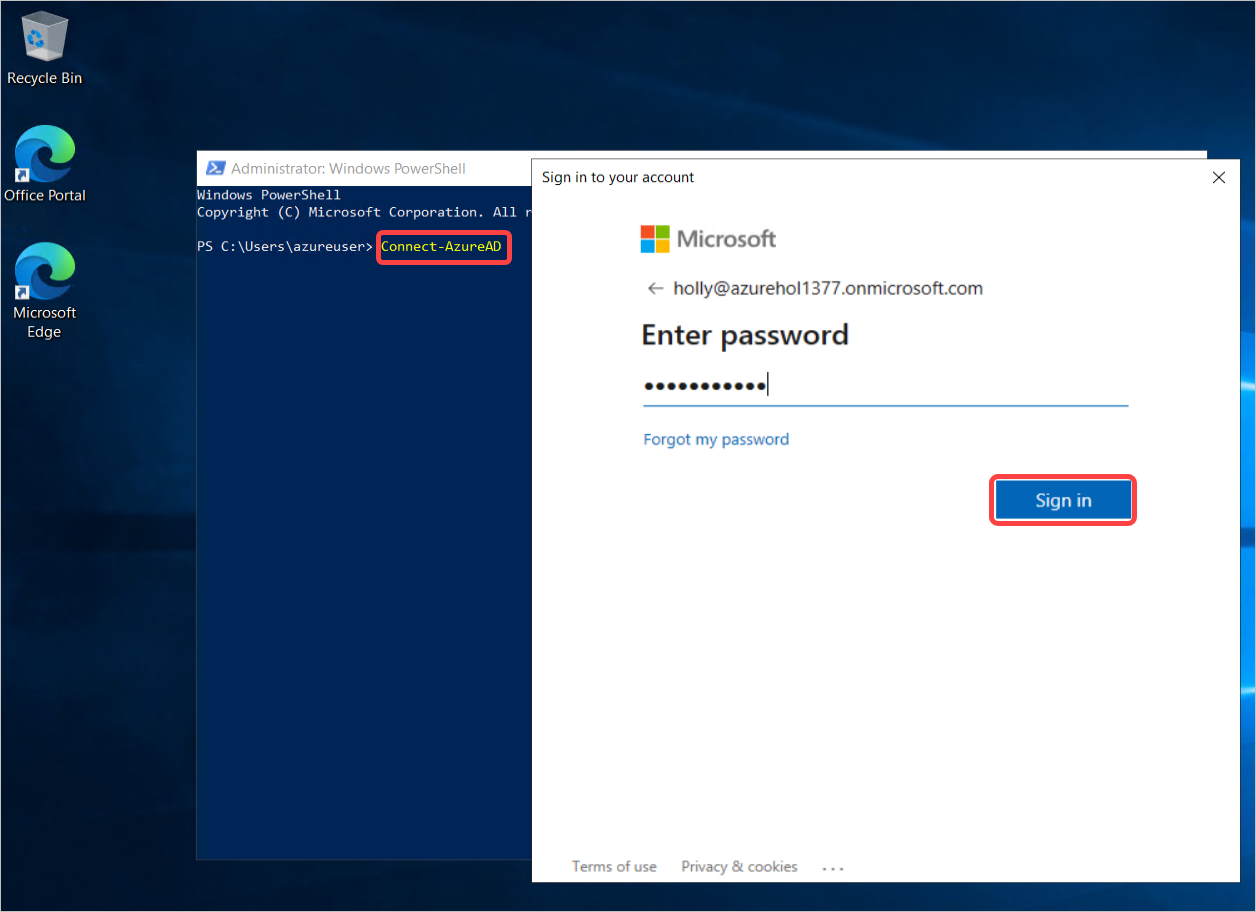 Recycle Bin
Office Portal
Microsoft
Edge
Administrator: Windows PowerShell
Windows PowerShell
Copyright (C) Microsoft Corporation. All r
PS C:\Users\azureuser> Connect-AzureAD
Sign in to your account
Microsoft
← holly@azurehol1377.onmicrosoft.com
Enter password
•••••••••••
Forgot my password
Sign in
Terms of use Privacy & cookies ...